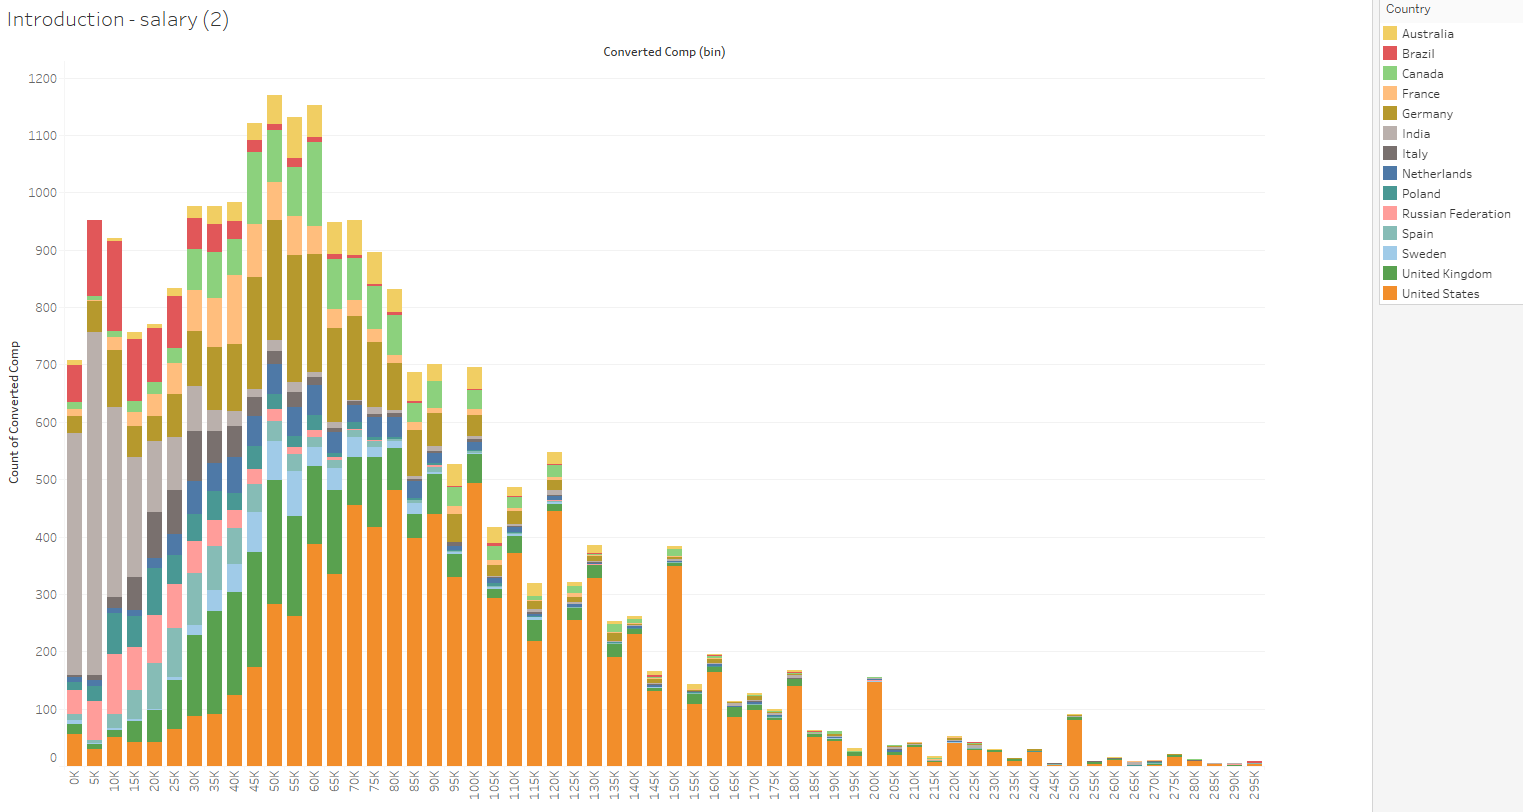 Introduction - salary (2)
Converted Comp (bin)
1200
1100
1000
900
800
700
600
500
400
300
200
100
0
Count of Converted Comp
0K
5K
10K
15K
20K
25K
30K
35K
40K
45K
50K
55K
60K
65K
70K
75K
80K
85K
90K
95K
100K
105K
110K
115K
120K
125K
130K
135K
140K
145K
150K
155K
160K
165K
170K
175K
180K
185K
190K
195K
200K
205K
210K
215K
220K
225K
230K
235K
240K
245K
250K
255K
260K
265K
270K
275K
280K
285K
290K
295K
Country
Australia
Brazil
Canada
France
Germany
India
Italy
Netherlands
Poland
Russian Federation
Spain
Sweden
United Kingdom
United States